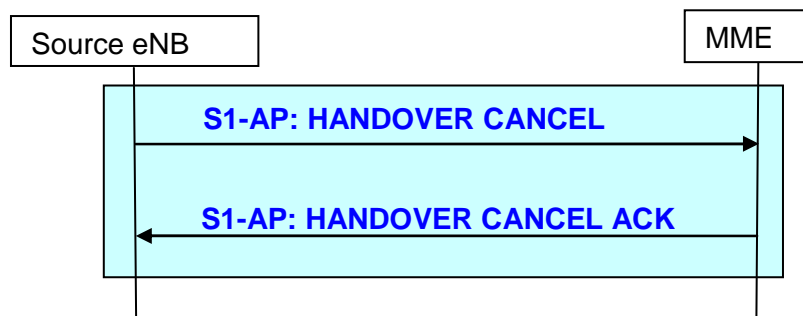 Source eNB
MME
S1-AP: HANDOVER CANCEL
S1-AP: HANDOVER CANCEL ACK